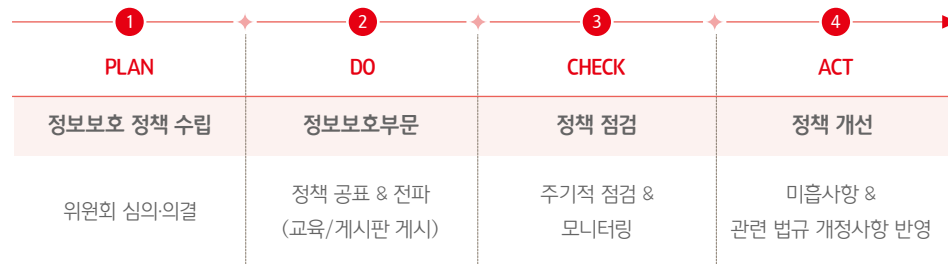 1
2
3
4
PLAN
DO
CHECK
ACT
정보보호 정책 수립
정보보호부문
정책 점검
정책 개선
위원회 심의·의결
정책 공표 & 전파
(교육/게시판 게시)
주기적 점검 &
모니터링
미흡사항 &
관련 법규 개정사항 반영